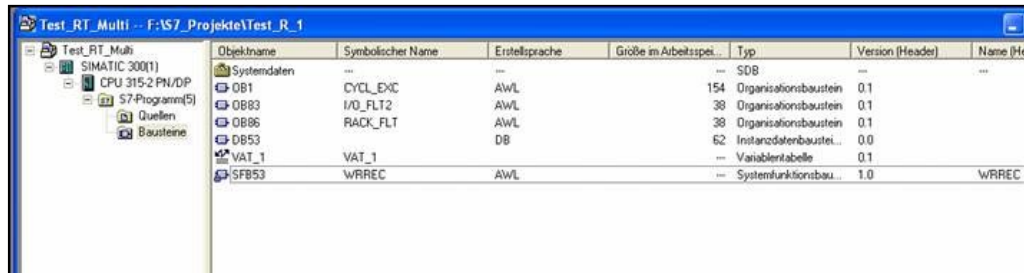 Test_RT_Multi -- F:\S7_Projekte\Test_R_1
Test_RT_Multi
SIMATIC 300(1)
CPU 315-2 PN/DP
S7-Programm(5)
Quellen
Bausteine
Objektname Symbolischer Name Erstellsprache Größe im Arbeitsspei... Typ Version (Header) Name (He
Systemdaten --- --- --- SDB --- ---
OB1 CYCL_EXC AWL 154 Organisationsbaustein 0.1
OB83 I/O_FLT2 AWL 38 Organisationsbaustein 0.1
OB86 RACK_FLT AWL 38 Organisationsbaustein 0.1
DB53 DB 62 Instanzdatenbaustei... 0.0
VAT_1 VAT_1 --- Variablentabelle 0.1
SFB53 WRREC AWL --- Systemfunktionsbau... 1.0 WRREC